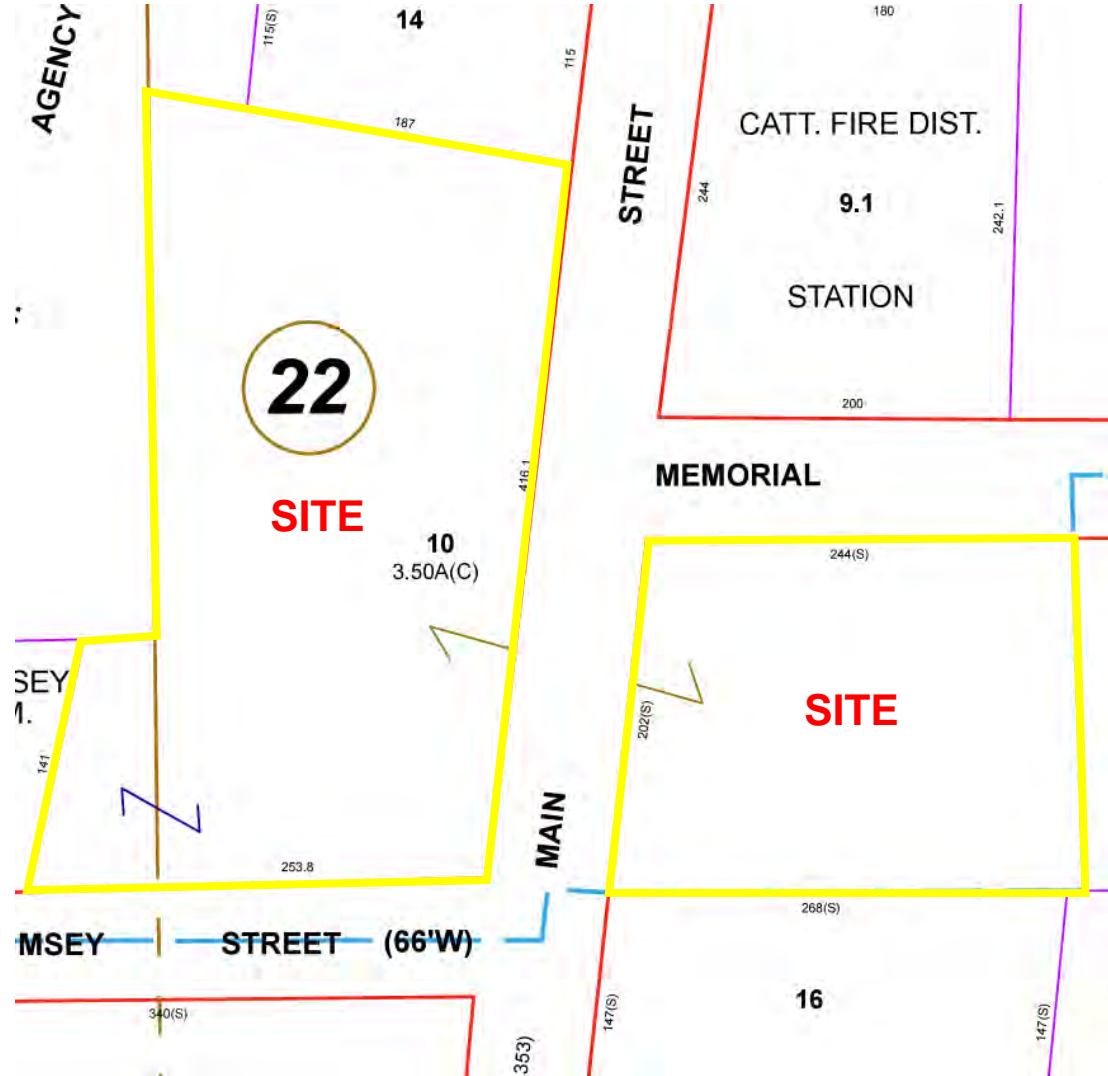 AGENCY
115(S)
14
115
180
187
STREET
244
CATT. FIRE DIST.
9.1
242.1
STATION
22
200
SITE
416.1
MEMORIAL
10
3.50A(C)
244(S)
SEY
141
202(S)
SITE
MAIN
253.8
268(S)
MSEY STREET (66'W)
340(S)
147(S)
16
147(S)
353)